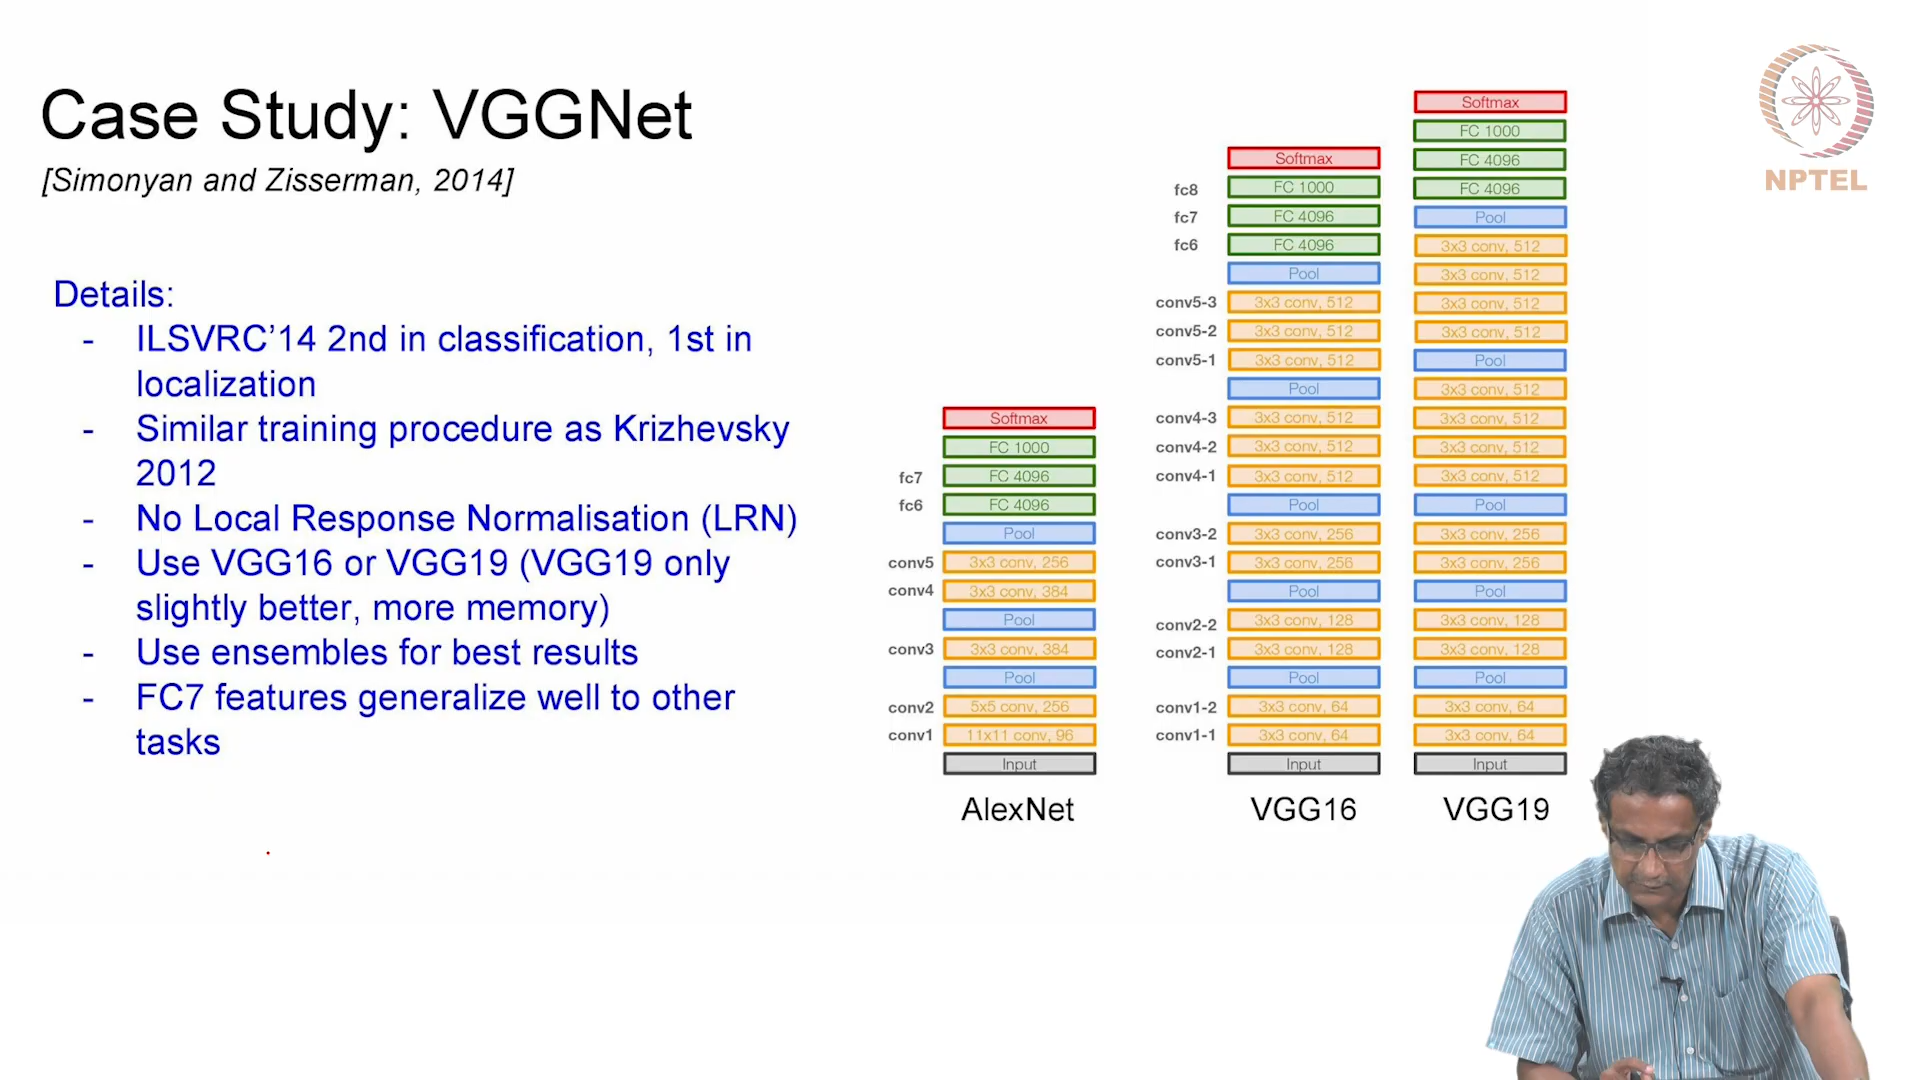 Case Study: VGGNet
[Simonyan and Zisserman, 2014]
Details:
- ILSVRC’14 2nd in classification, 1st in
localization
- Similar training procedure as Krizhevsky
2012
- No Local Response Normalisation (LRN)
- Use VGG16 or VGG19 (VGG19 only
slightly better, more memory)
- Use ensembles for best results
- FC7 features generalize well to other
tasks
Softmax
FC 1000
fc7 FC 4096
fc6 FC 4096
Pool
conv5 3x3 conv, 256
conv4 3x3 conv, 384
Pool
conv3 3x3 conv, 384
Pool
conv2 5x5 conv, 256
conv1 11x11 conv, 96
Input
AlexNet
Softmax
fc8 FC 1000
fc7 FC 4096
fc6 FC 4096
Pool
conv5-3 3x3 conv, 512
conv5-2 3x3 conv, 512
conv5-1 3x3 conv, 512
Pool
conv4-3 3x3 conv, 512
conv4-2 3x3 conv, 512
conv4-1 3x3 conv, 512
Pool
conv3-2 3x3 conv, 256
conv3-1 3x3 conv, 256
Pool
conv2-2 3x3 conv, 128
conv2-1 3x3 conv, 128
Pool
conv1-2 3x3 conv, 64
conv1-1 3x3 conv, 64
Input
VGG16
Softmax
FC 1000
FC 4096
FC 4096
Pool
3x3 conv, 512
3x3 conv, 512
3x3 conv, 512
3x3 conv, 512
Pool
3x3 conv, 512
3x3 conv, 512
3x3 conv, 512
3x3 conv, 512
Pool
3x3 conv, 256
3x3 conv, 256
Pool
3x3 conv, 128
3x3 conv, 128
Pool
3x3 conv, 64
3x3 conv, 64
Input
VGG19
NPTEL